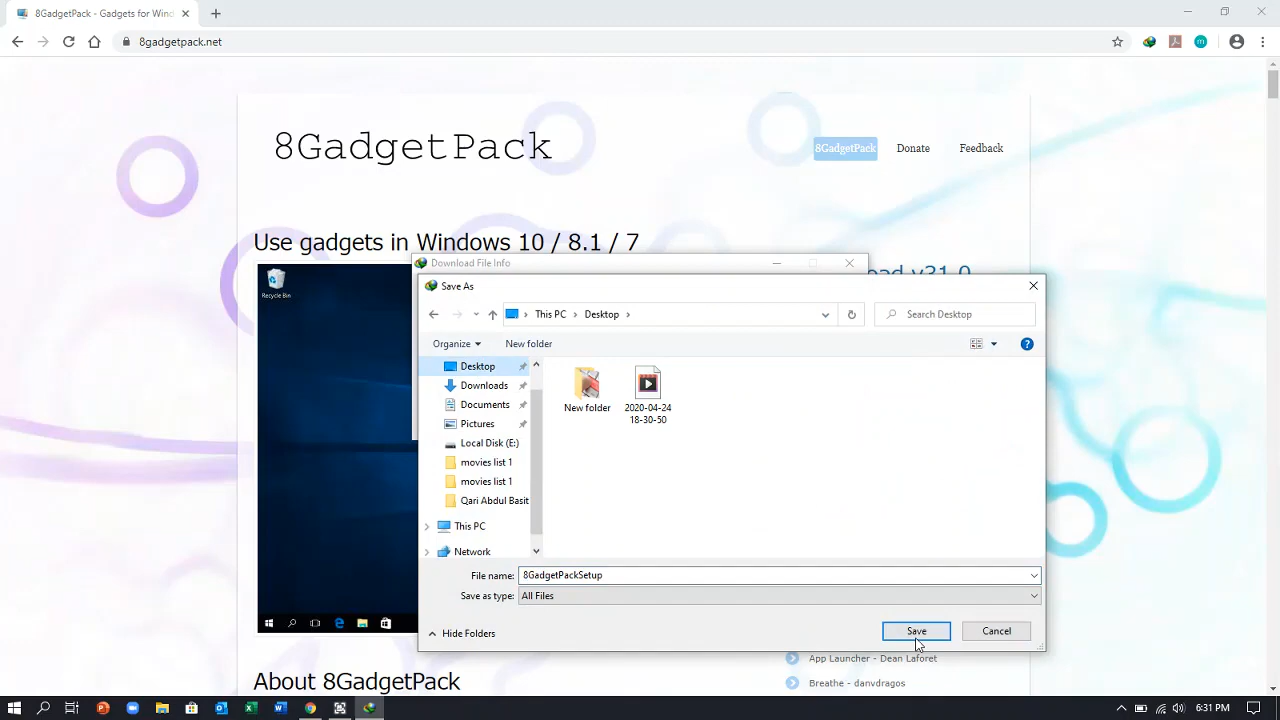 8GadgetPack - Gadgets for Wind
8gadgetpack.net
m
8GadgetPack
8GadgetPack
Donate
Feedback
Use gadgets in Windows 10 / 8.1 / 7
Recycle Bin
Download File Info
Save As
This PC
Desktop
Search Desktop
Organize
New folder
?
Desktop
Downloads
Documents
Pictures
Local Disk (E:)
movies list 1
movies list 1
Qari Abdul Basit
This PC
Network
New folder
2020-04-24
18-30-50
File name:
8GadgetPackSetup
Save as type:
All Files
Hide Folders
Save
Cancel
App Launcher - Dean Laforet
Breathe - danvdragos
About 8GadgetPack
6:31 PM